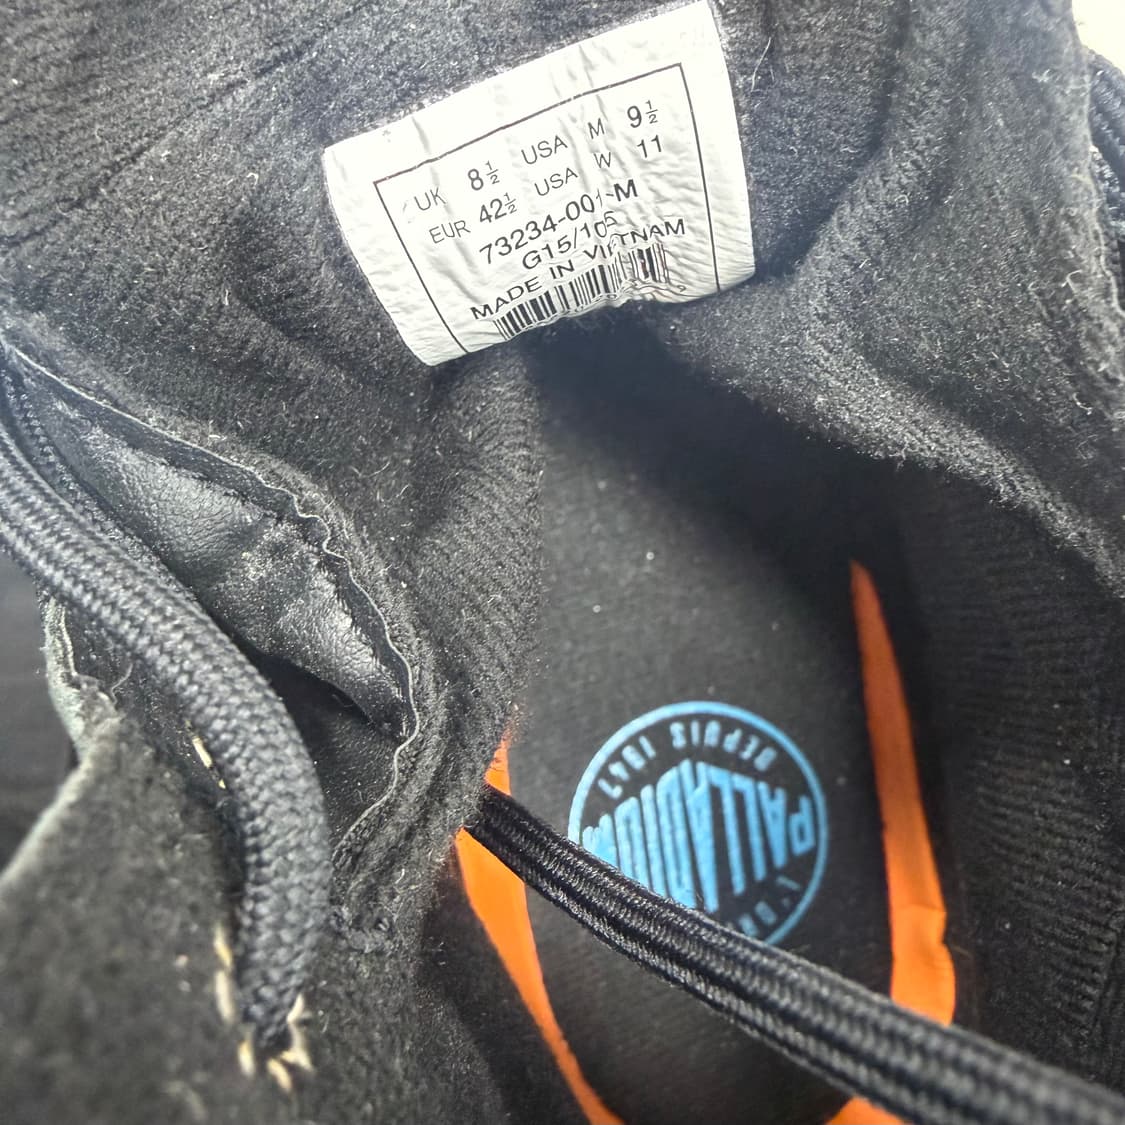 UK 8½ USA M 9½
EUR 42½ USA W 11
73234-001-M
G15/105
MADE IN VIETNAM
DEPUIS 1947
PALLADIUM